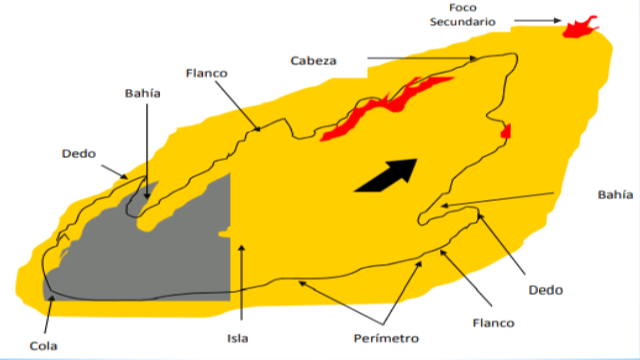 Foco
Secundario
Cabeza
Flanco
Bahía
Dedo
Bahía
Dedo
Flanco
Perímetro
Isla
Cola